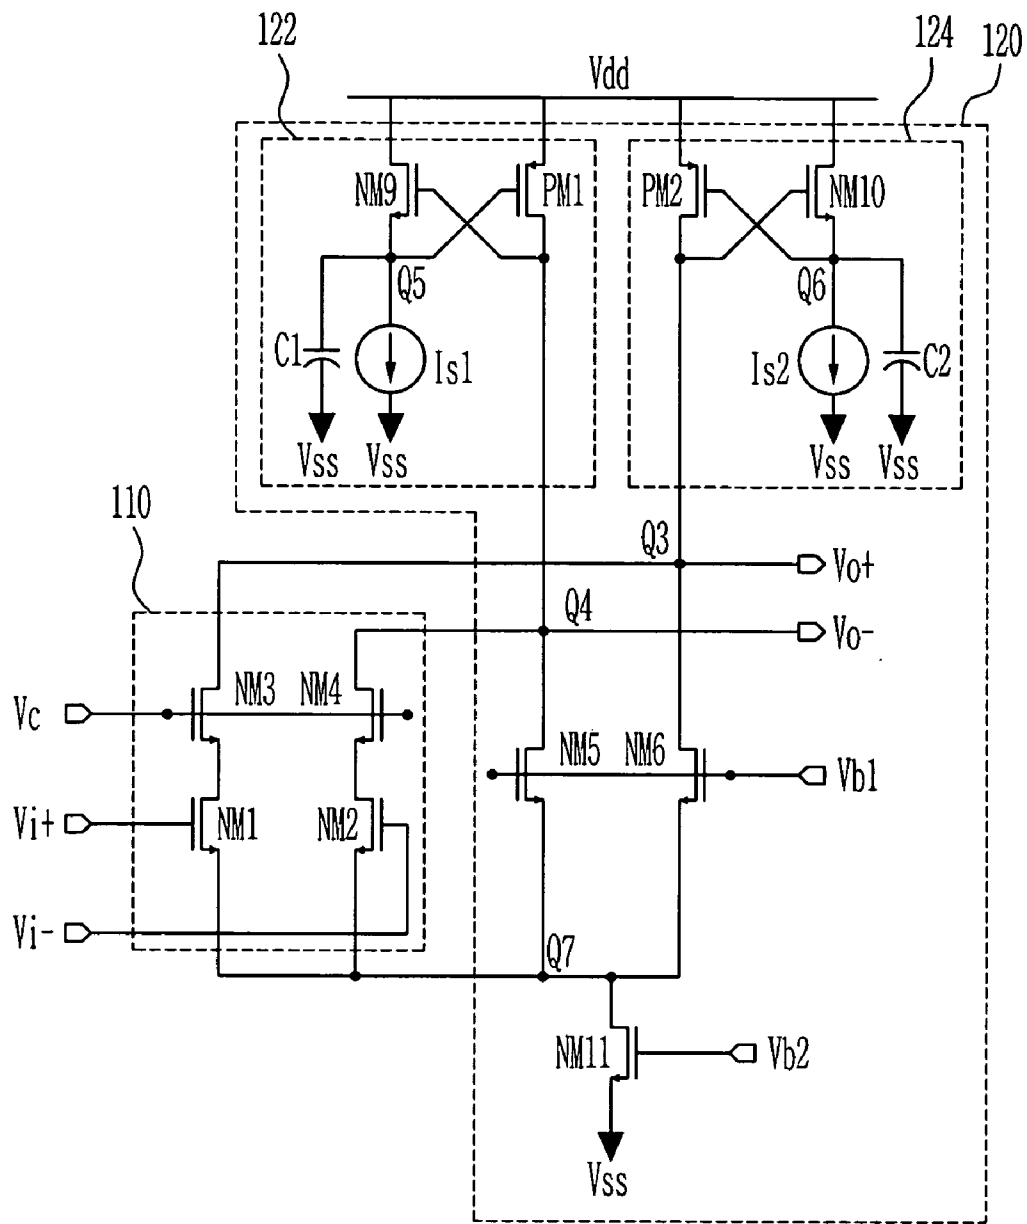 122
124
120
Vdd
NM9
PM1
PM2
NM10
Q5
Q6
C1
Is1
Is2
C2
Vss
Vss
Vss
Vss
110
Q3
Vo+
Q4
Vo-
Vc
NM3
NM4
NM5
NM6
Vb1
Vi+
NM1
NM2
Vi-
Q7
NM11
Vb2
Vss